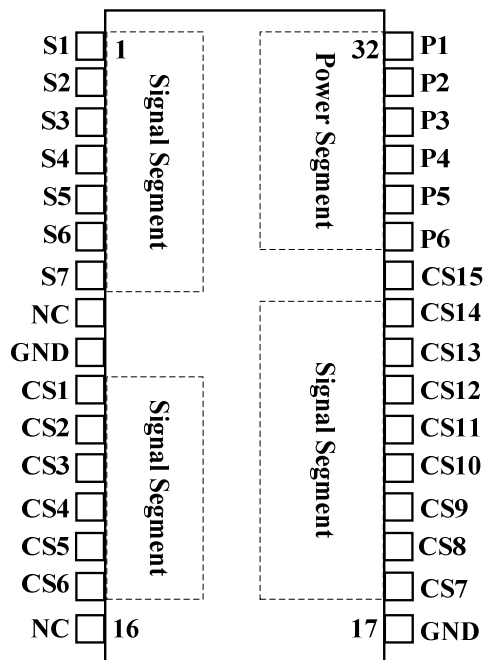 S1 1 32 P1
S2 P2
S3 P3
S4 P4
S5 P5
S6 P6
S7 CS15
NC CS14
GND CS13
CS1 CS12
CS2 CS11
CS3 CS10
CS4 CS9
CS5 CS8
CS6 CS7
NC 16 17 GND
Signal Segment
Power Segment
Signal Segment
Signal Segment